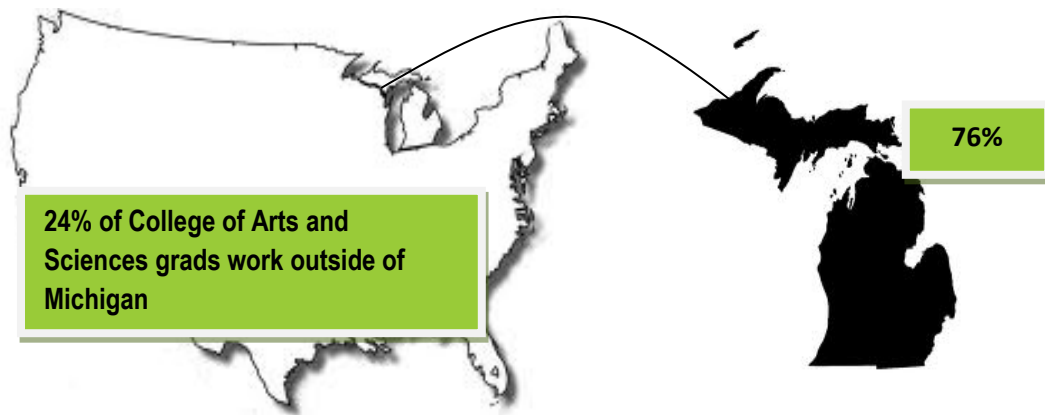 76%
24% of College of Arts and
Sciences grads work outside of
Michigan